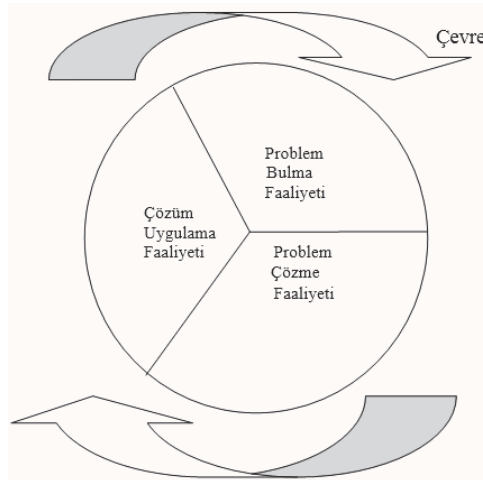 Çevre
Problem
Bulma
Faaliyeti
Çözüm
Uygulama
Faaliyeti
Problem
Çözme
Faaliyeti